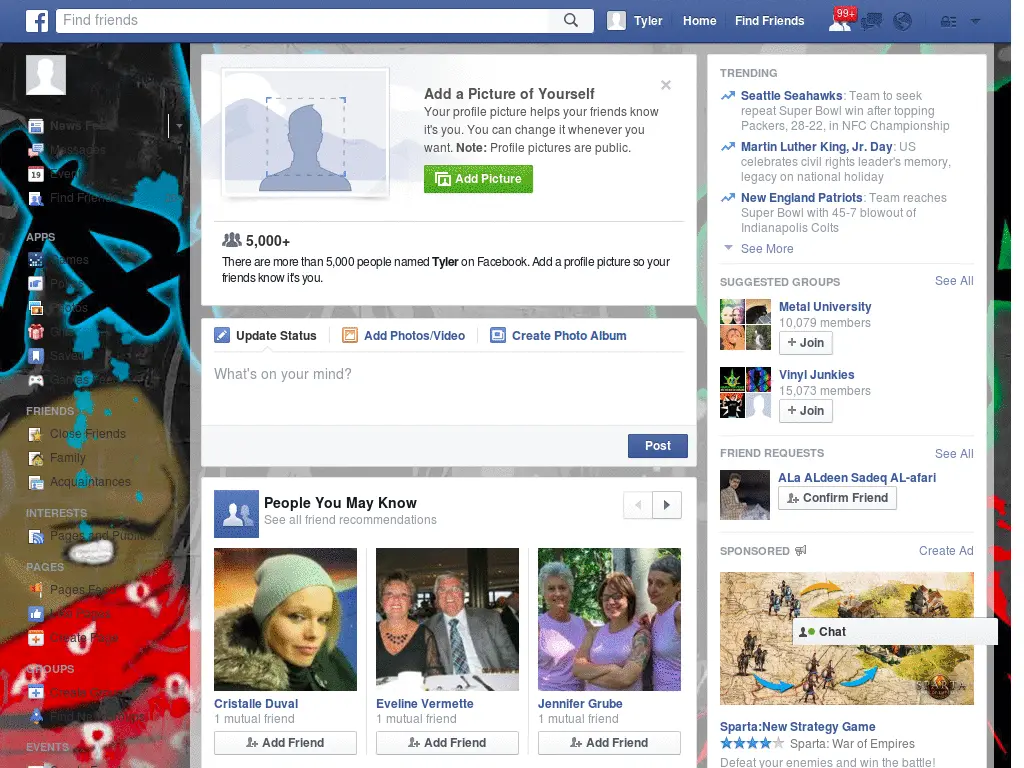 Find friends
Tyler
Home
Find Friends
99+
News Feed
Messages
19
Find Friends
APPS
Games
Photos
Saved
Games Feed
FRIENDS
Close Friends
Family
Acquaintances
INTERESTS
Pages and Public...
PAGES
Pages Feed
Like Pages
Create Page
GROUPS
Create Group
EVENTS
Add a Picture of Yourself
Your profile picture helps your friends know
it's you. You can change it whenever you
want. Note: Profile pictures are public.
Add Picture
5,000+
There are more than 5,000 people named Tyler on Facebook. Add a profile picture so your
friends know it's you.
Update Status
Add Photos/Video
Create Photo Album
What's on your mind?
Post
People You May Know
See all friend recommendations
Cristalle Duval
1 mutual friend
Add Friend
Eveline Vermette
1 mutual friend
Add Friend
Jennifer Grube
1 mutual friend
Add Friend
TRENDING
Seattle Seahawks: Team to seek
repeat Super Bowl win after topping
Packers, 28-22, in NFC Championship
Martin Luther King, Jr. Day: US
celebrates civil rights leader's memory,
legacy on national holiday
New England Patriots: Team reaches
Super Bowl with 45-7 blowout of
Indianapolis Colts
See More
SUGGESTED GROUPS
See All
Metal University
10,079 members
+ Join
Vinyl Junkies
15,073 members
+ Join
FRIEND REQUESTS
See All
ALa ALdeen Sadeq AL-afari
Confirm Friend
SPONSORED
Create Ad
Chat
SPARTA
Sparta:New Strategy Game
Sparta: War of Empires
Defeat your enemies and win the battle!